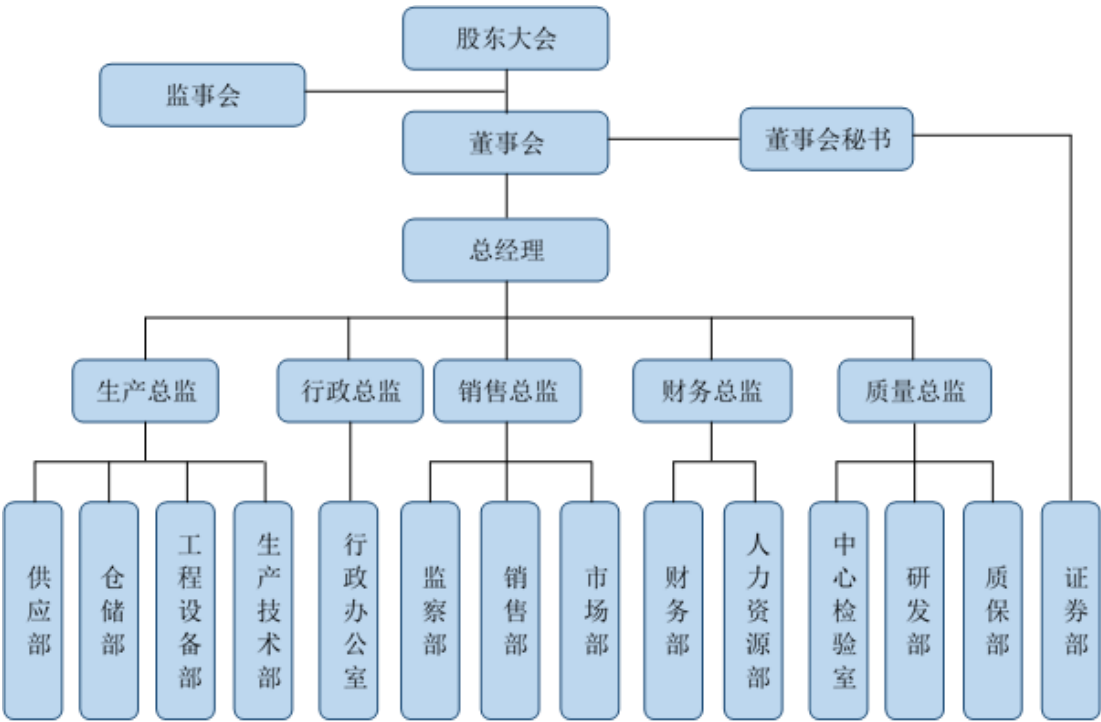 股东大会
监事会
董事会
董事会秘书
总经理
生产总监
行政总监
销售总监
财务总监
质量总监
供应部
仓储部
工程设备部
生产技术部
行政办公室
监察部
销售部
市场部
财务部
人力资源部
中心检验室
研发部
质保部
证券部